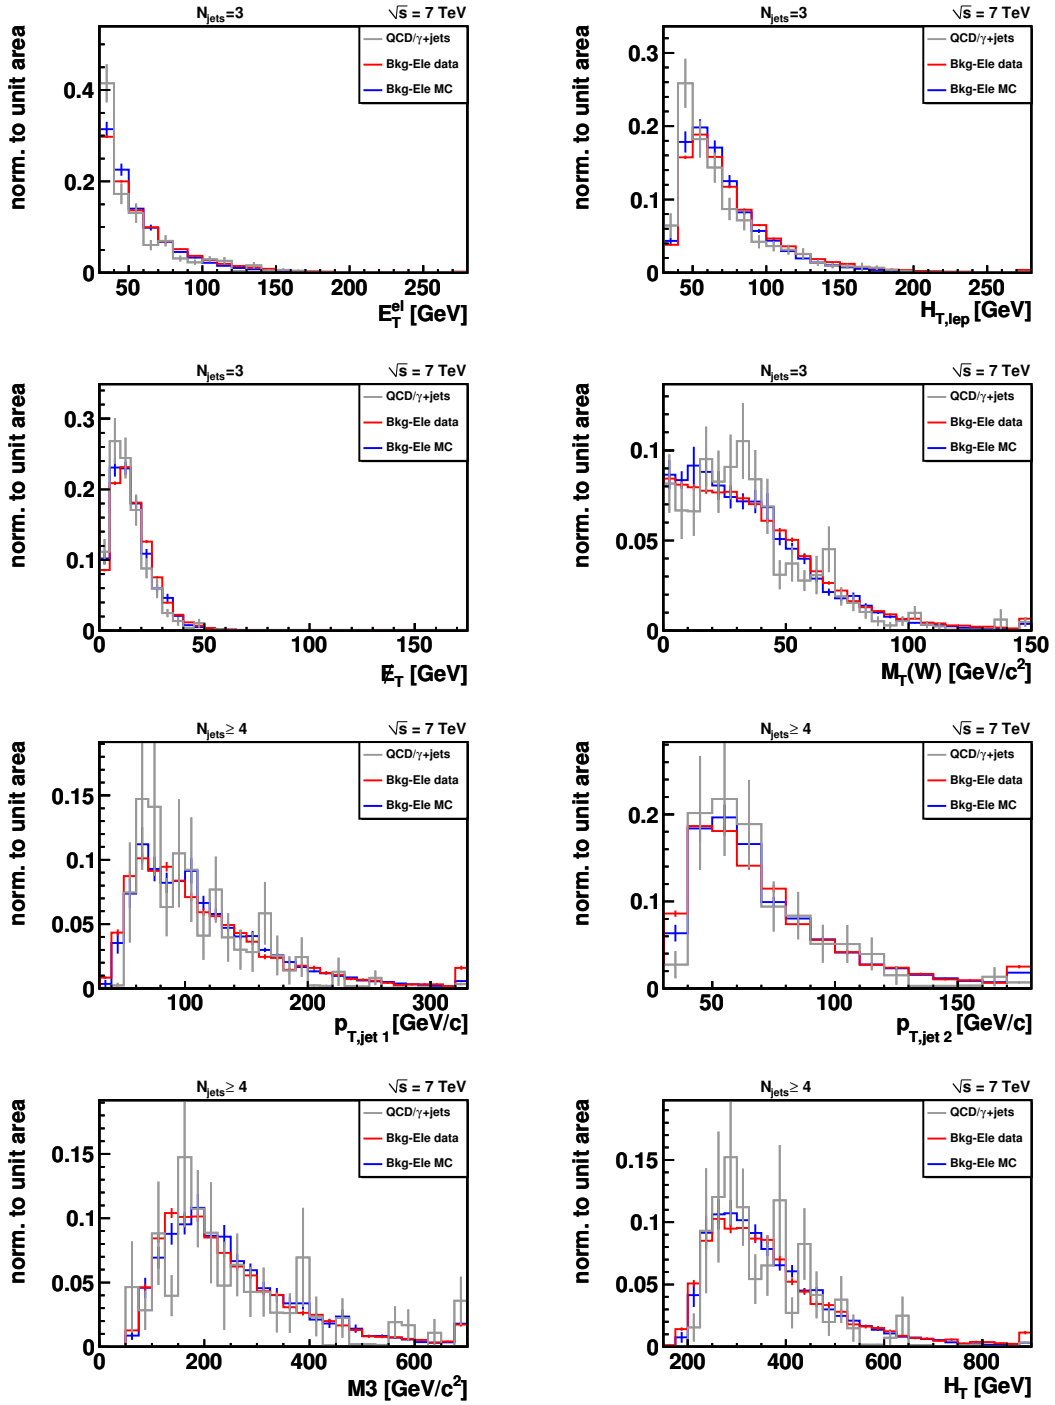 N_jets=3 √s = 7 TeV
norm. to unit area
QCD/γ+jets
Bkg-Ele data
Bkg-Ele MC
0.4
0.2
0
50 100 150 200 250
E_T^el [GeV]
N_jets=3 √s = 7 TeV
norm. to unit area
QCD/γ+jets
Bkg-Ele data
Bkg-Ele MC
0.3
0.2
0.1
0
50 100 150 200 250
H_T,lep [GeV]
N_jets=3 √s = 7 TeV
norm. to unit area
QCD/γ+jets
Bkg-Ele data
Bkg-Ele MC
0.3
0.2
0.1
0
0 50 100 150
E̸_T [GeV]
N_jets=3 √s = 7 TeV
norm. to unit area
QCD/γ+jets
Bkg-Ele data
Bkg-Ele MC
0.1
0.05
0
0 50 100 150
M_T(W) [GeV/c²]
N_jets≥ 4 √s = 7 TeV
norm. to unit area
QCD/γ+jets
Bkg-Ele data
Bkg-Ele MC
0.15
0.1
0.05
0
100 200 300
p_T,jet 1 [GeV/c]
N_jets≥ 4 √s = 7 TeV
norm. to unit area
QCD/γ+jets
Bkg-Ele data
Bkg-Ele MC
0.2
0.1
0
50 100 150
p_T,jet 2 [GeV/c]
N_jets≥ 4 √s = 7 TeV
norm. to unit area
QCD/γ+jets
Bkg-Ele data
Bkg-Ele MC
0.15
0.1
0.05
0
0 200 400 600
M3 [GeV/c²]
N_jets≥ 4 √s = 7 TeV
norm. to unit area
QCD/γ+jets
Bkg-Ele data
Bkg-Ele MC
0.15
0.1
0.05
0
200 400 600 800
H_T [GeV]